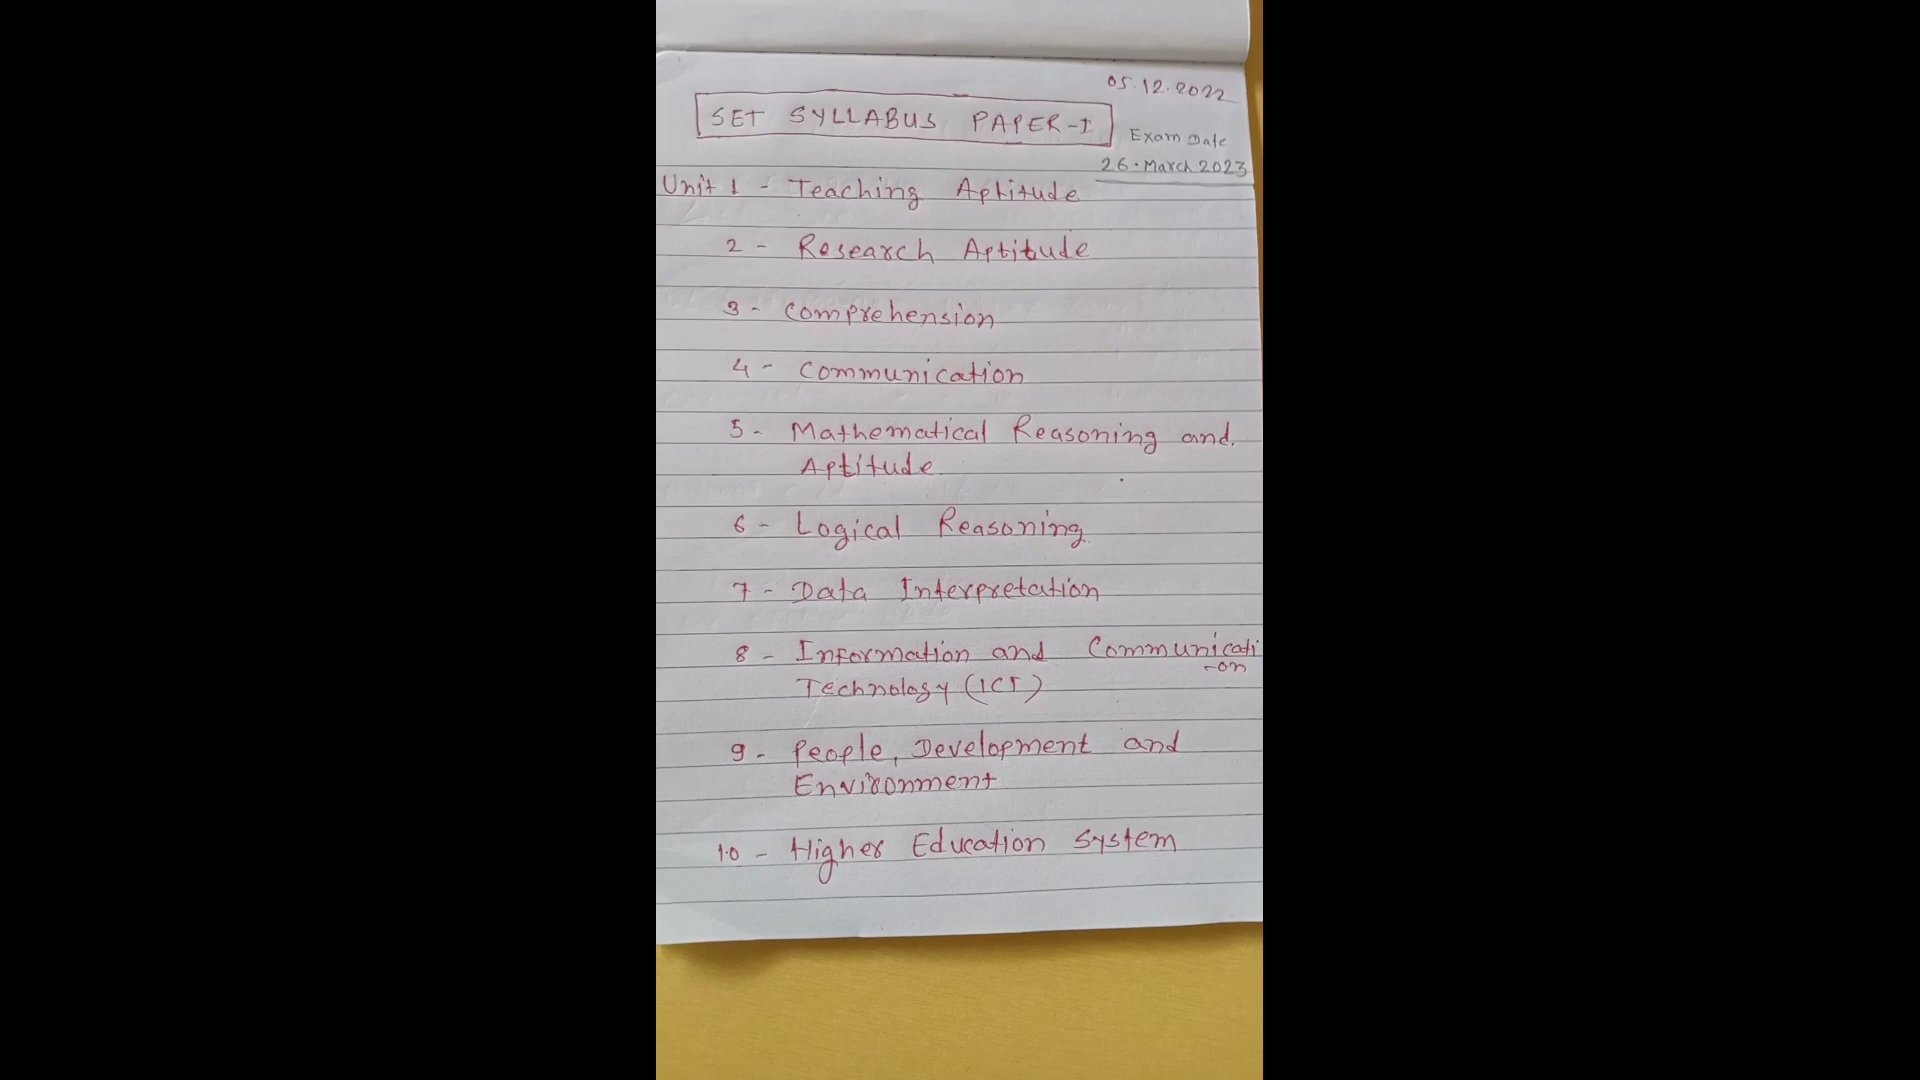 05.12.2022
SET SYLLABUS PAPER-I
Exam Date
26.March 2023
Unit 1 - Teaching Aptitude
2 - Research Aptitude
3 - Comprehension
4 - Communication
5 - Mathematical Reasoning and
Aptitude
6 - Logical Reasoning
7 - Data Interpretation
8 - Information and Communicati
-on
Technology (ICT)
9 - People, Development and
Environment
10 - Higher Education System